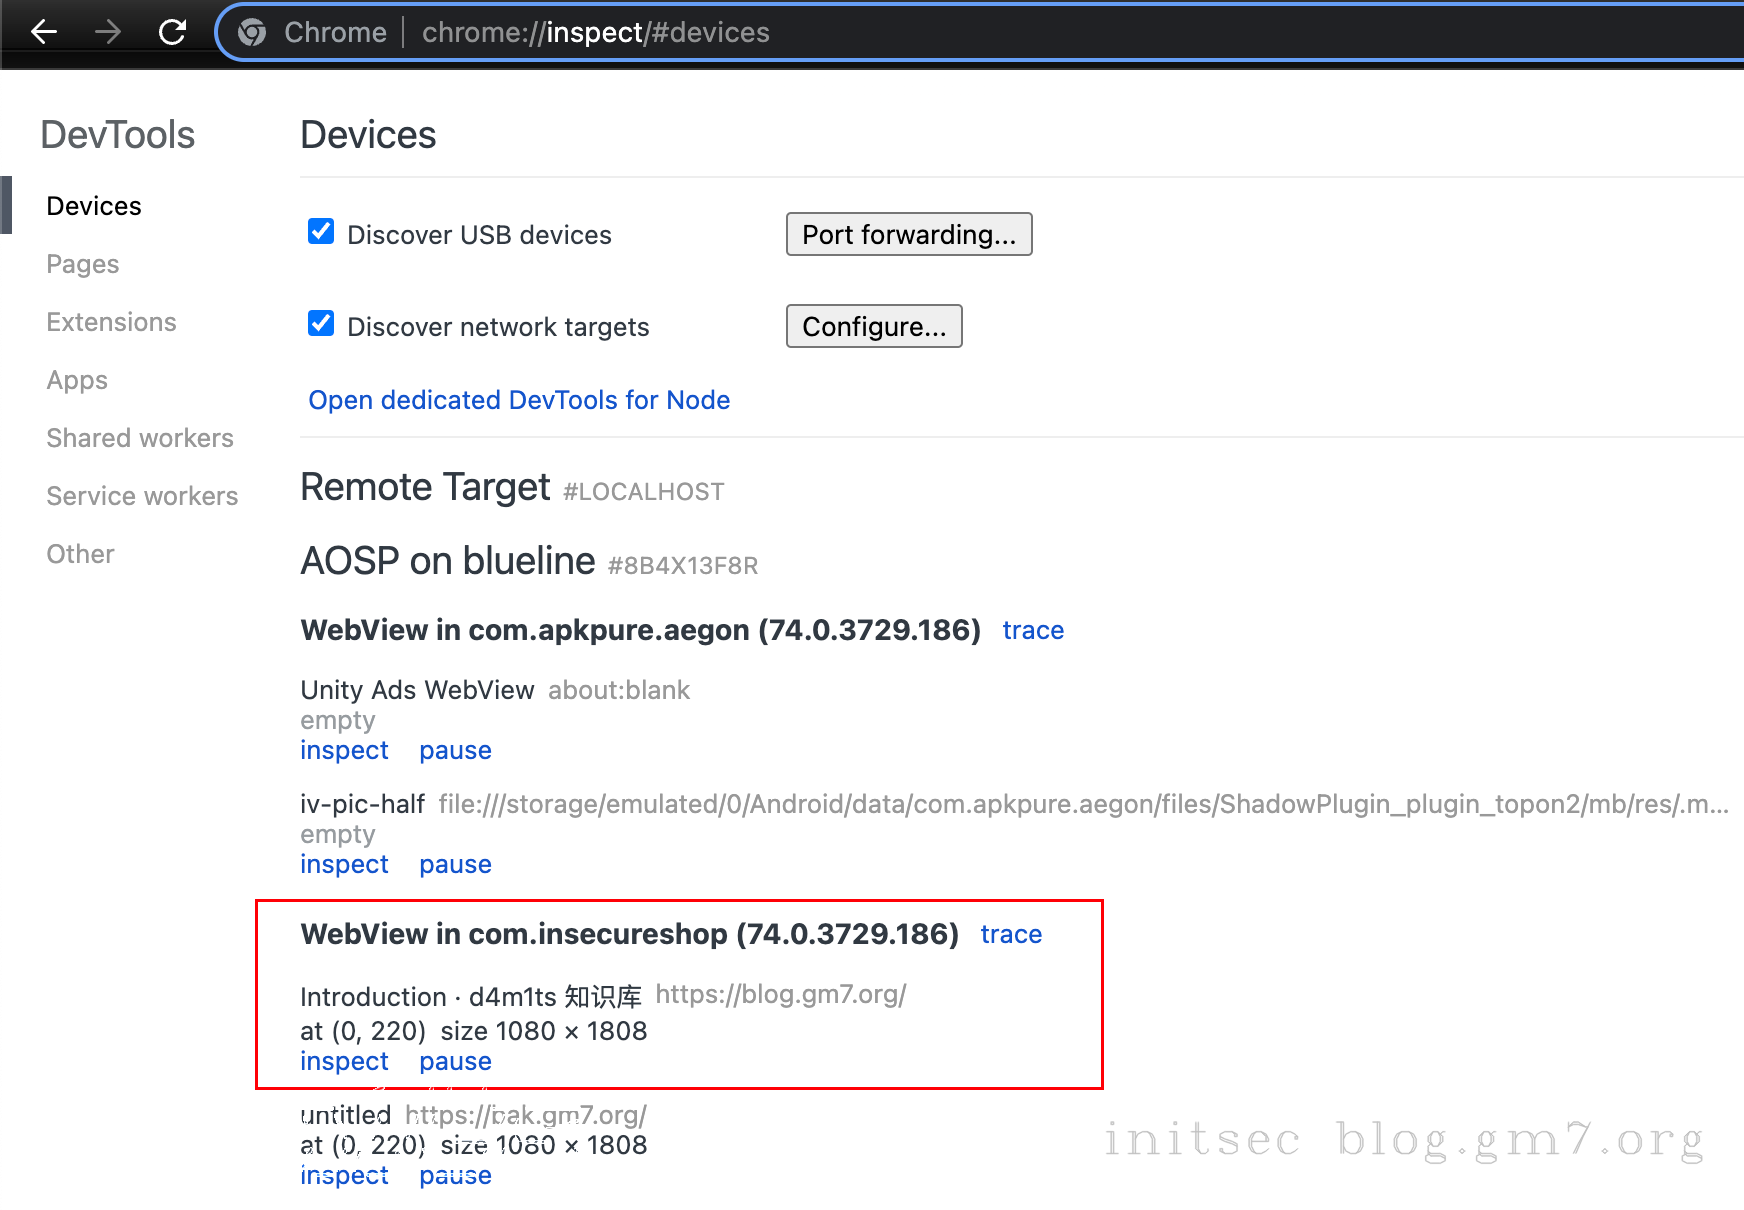 Chrome chrome://inspect/#devices
DevTools
Devices
Pages
Extensions
Apps
Shared workers
Service workers
Other
Devices
Discover USB devices Port forwarding...
Discover network targets Configure...
Open dedicated DevTools for Node
Remote Target #LOCALHOST
AOSP on blueline #8B4X13F8R
WebView in com.apkpure.aegon (74.0.3729.186) trace
Unity Ads WebView about:blank
empty
inspect pause
iv-pic-half file:///storage/emulated/0/Android/data/com.apkpure.aegon/files/ShadowPlugin_plugin_topon2/mb/res/.m...
empty
inspect pause
WebView in com.insecureshop (74.0.3729.186) trace
Introduction · d4m1ts 知识库 https://blog.gm7.org/
at (0, 220) size 1080 × 1808
inspect pause
untitled
at (0, 220) size 1080 × 1808
inspect pause
initsec blog.gm7.org